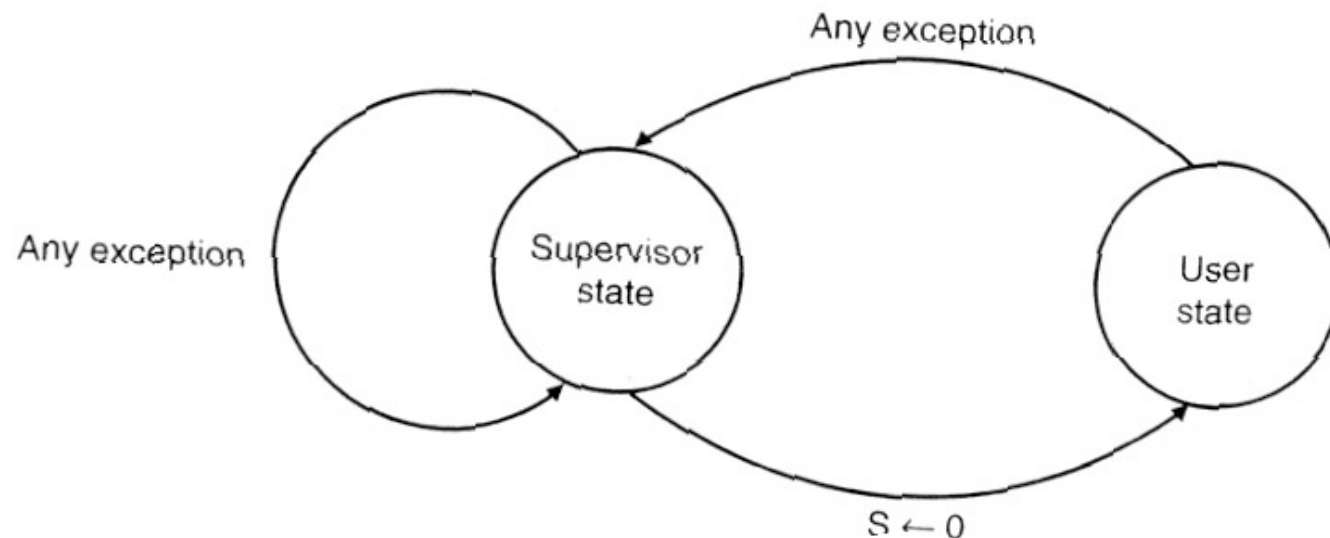 Any exception
Any exception
Supervisor
state
User
state
S ← 0